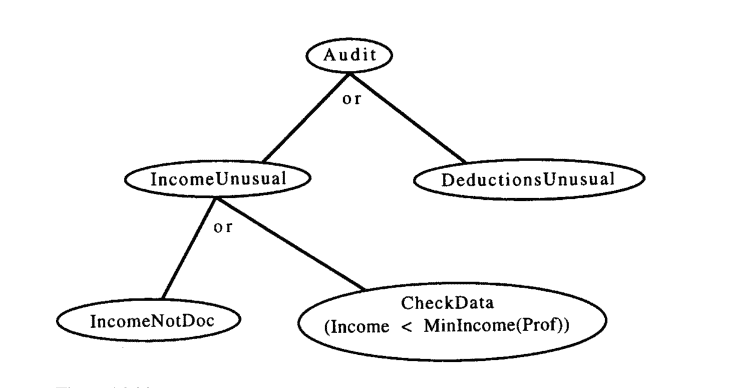 Audit
or
IncomeUnusual
DeductionsUnusual
or
IncomeNotDoc
CheckData
(Income < MinIncome(Prof))